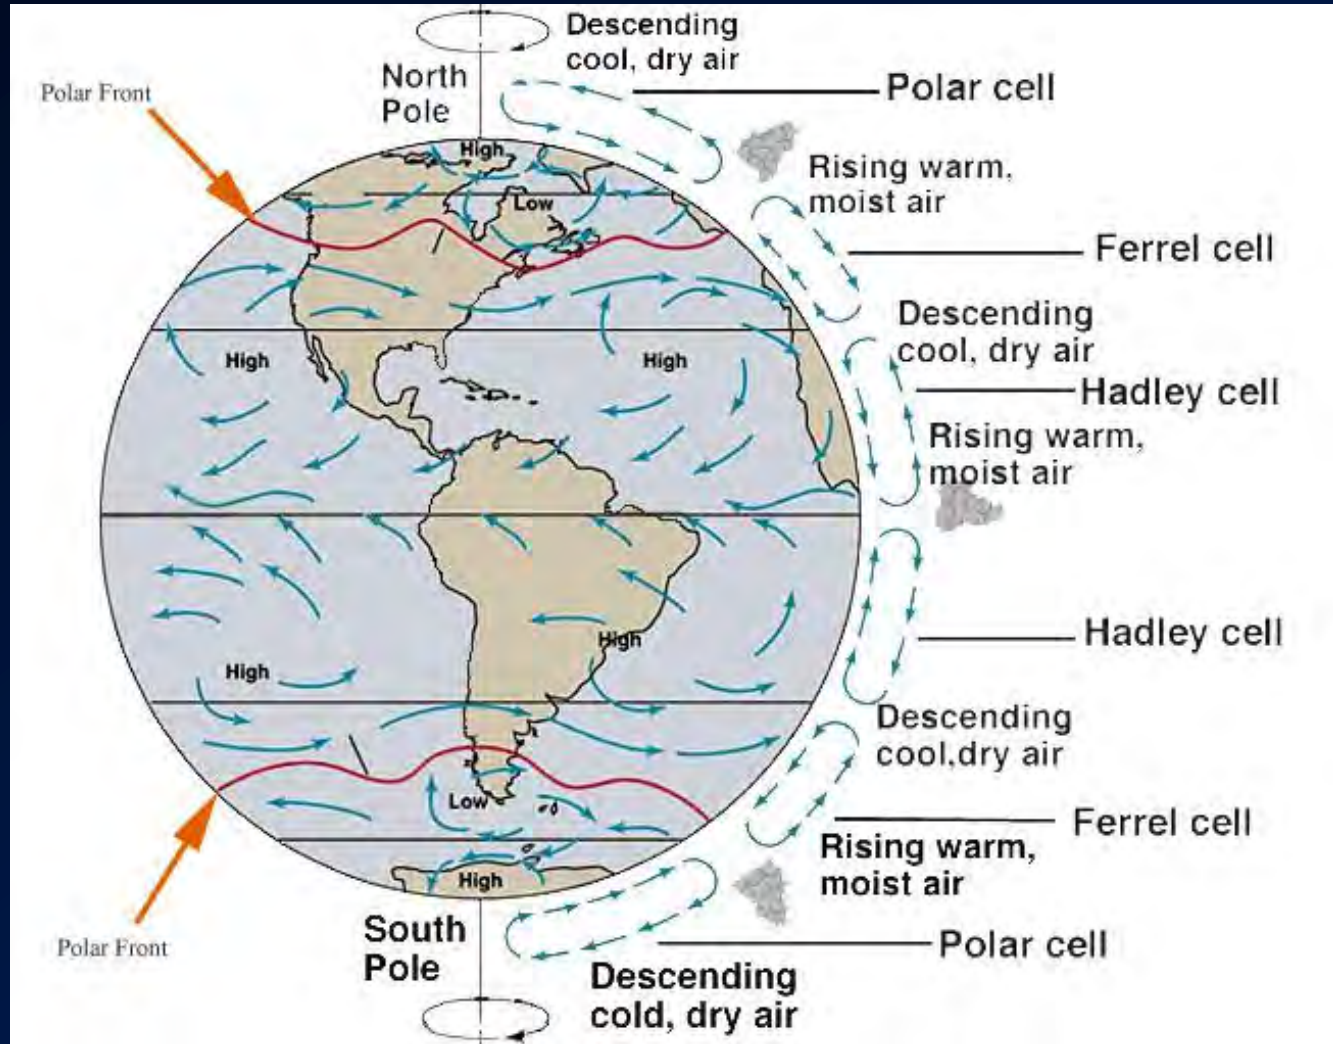 Descending
cool, dry air
North
Pole
Polar Front
Polar cell
High
Rising warm,
moist air
Low
Ferrel cell
Descending
cool, dry air
High
High
Hadley cell
Rising warm,
moist air
High
Hadley cell
High
Descending
cool,dry air
Low
Ferrel cell
Rising warm,
moist air
High
South
Pole
Polar Front
Polar cell
Descending
cold, dry air